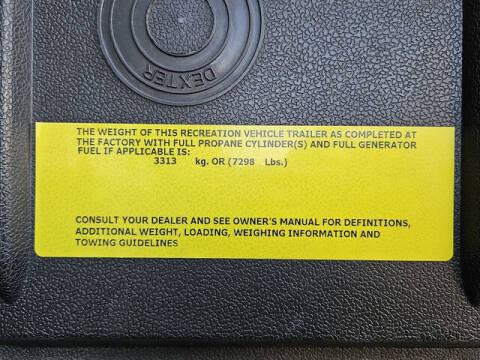 DEXTER
THE WEIGHT OF THIS RECREATION VEHICLE TRAILER AS COMPLETED AT
THE FACTORY WITH FULL PROPANE CYLINDER(S) AND FULL GENERATOR
FUEL IF APPLICABLE IS:
3313 kg. OR (7298 Lbs.)
CONSULT YOUR DEALER AND SEE OWNER'S MANUAL FOR DEFINITIONS,
ADDITIONAL WEIGHT, LOADING, WEIGHING INFORMATION AND
TOWING GUIDELINES